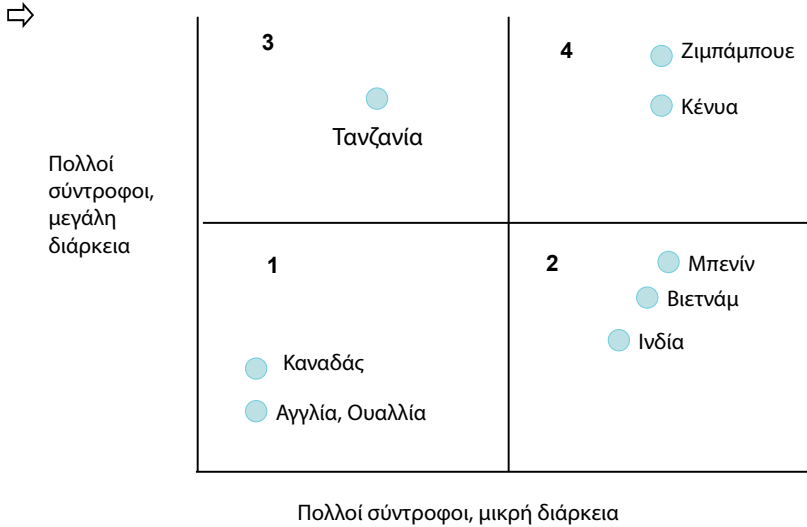 ⇨
3
4
Ζιμπάμπουε
Κένυα
Τανζανία
Πολλοί
σύντροφοι,
μεγάλη
διάρκεια
1
2
Μπενίν
Βιετνάμ
Ινδία
Καναδάς
Αγγλία, Ουαλλία
Πολλοί σύντροφοι, μικρή διάρκεια